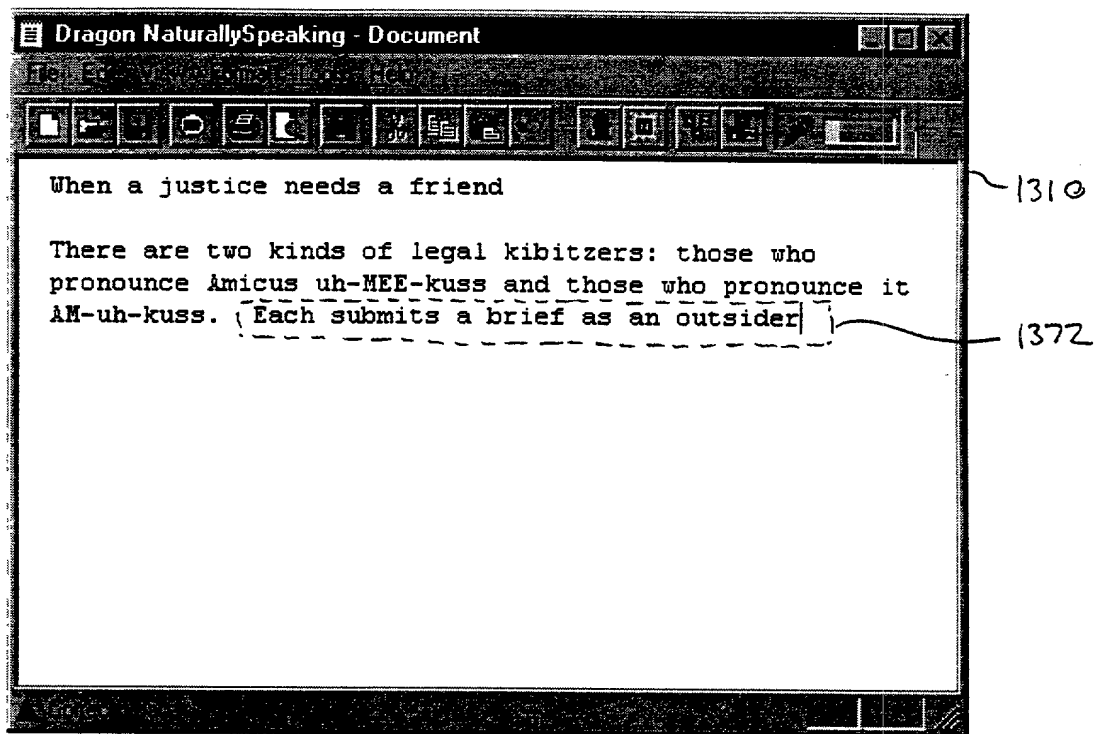 Dragon NaturallySpeaking - Document
When a justice needs a friend
There are two kinds of legal kibitzers: those who
pronounce Amicus uh-MEE-kuss and those who pronounce it
AM-uh-kuss. Each submits a brief as an outsider
1310
1372